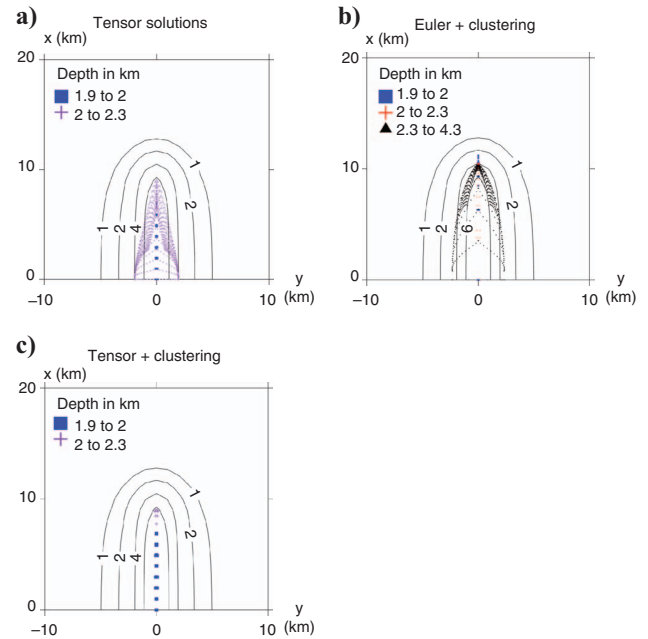 a)
Tensor solutions
x (km)
20
Depth in km
1.9 to 2
2 to 2.3
10
1
1 2 4
2
0
y
−10 0 10 (km)
b)
Euler + clustering
x (km)
20
Depth in km
1.9 to 2
2 to 2.3
2.3 to 4.3
10
1
1 2 6
2
0
y
−10 0 10 (km)
c)
Tensor + clustering
x (km)
20
Depth in km
1.9 to 2
2 to 2.3
10
1
1 2 4
2
0
y
−10 0 10 (km)